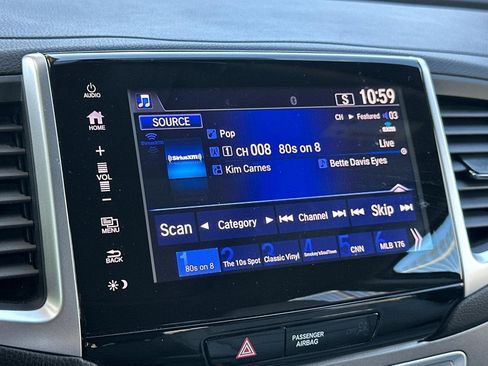 AUDIO
HOME
+
VOL
−
MENU
BACK
S 10:59
SOURCE
CH ▶ Featured 03
SiriusXM
Pop
Live
1 CH 008 80s on 8
Kim Carnes
Bette Davis Eyes
Scan ◀ Category ▶ ⏮ Channel ⏭ ⏮ Skip ⏭
1 80s on 8
2 The 10s Spot
3 Classic Vinyl
4
5 CNN
6 MLB 176
PASSENGER
AIRBAG